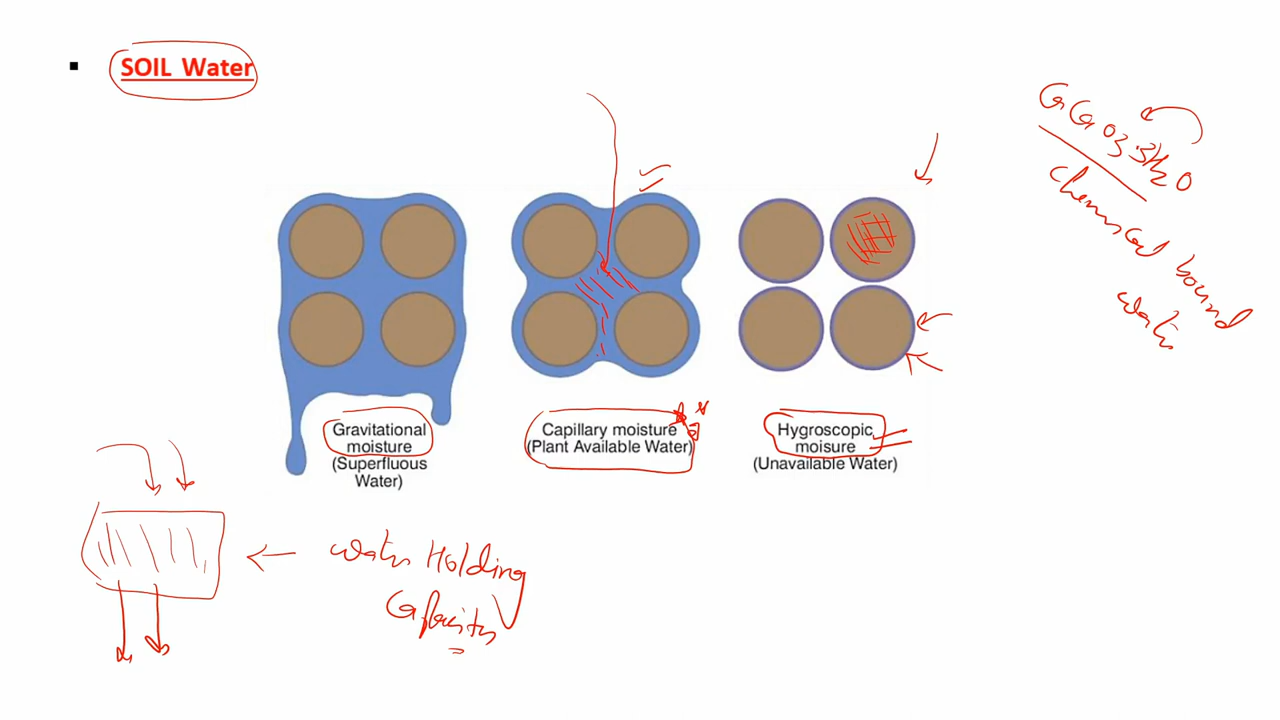 SOIL Water
CaCO3.3H2O
chemical bound
water
Gravitational
moisture
(Superfluous
Water)
Capillary moisture
(Plant Available Water)
Hygroscopic
moisure
(Unavailable Water)
water Holding
Capacity